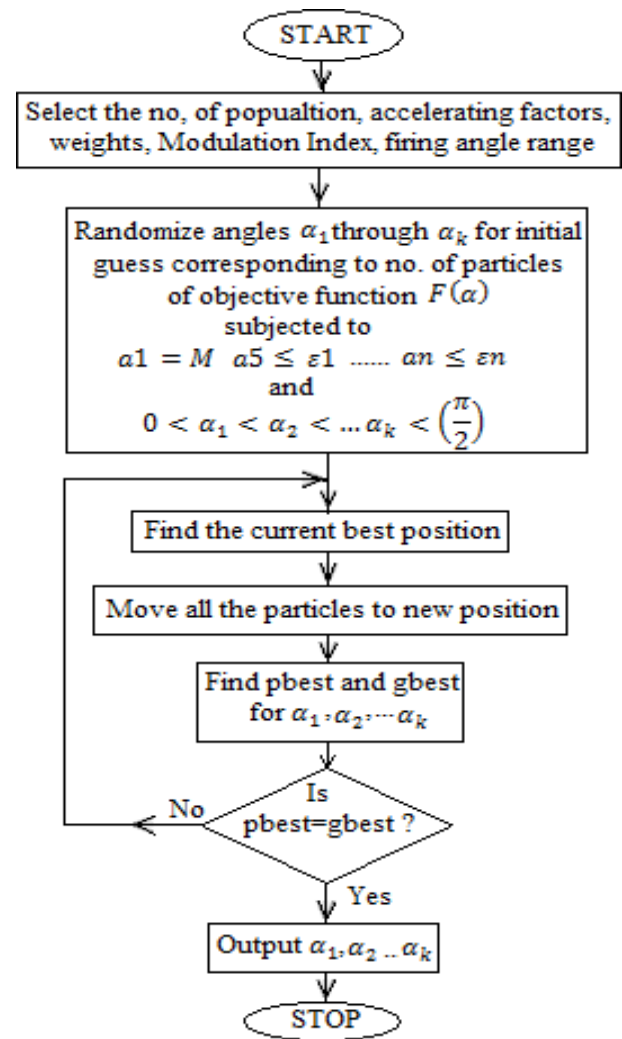 START
Select the no, of popualtion, accelerating factors,
weights, Modulation Index, firing angle range
Randomize angles α₁ through αₖ for initial
guess corresponding to no. of particles
of objective function F(α)
subjected to
a1 = M a5 ≤ ε1 ...... an ≤ εn
and
0 < α₁ < α₂ < ... αₖ < (π/2)
Find the current best position
Move all the particles to new position
Find pbest and gbest
for α₁,α₂,...αₖ
Is
pbest=gbest ?
No
Yes
Output α₁,α₂ .. αₖ
STOP